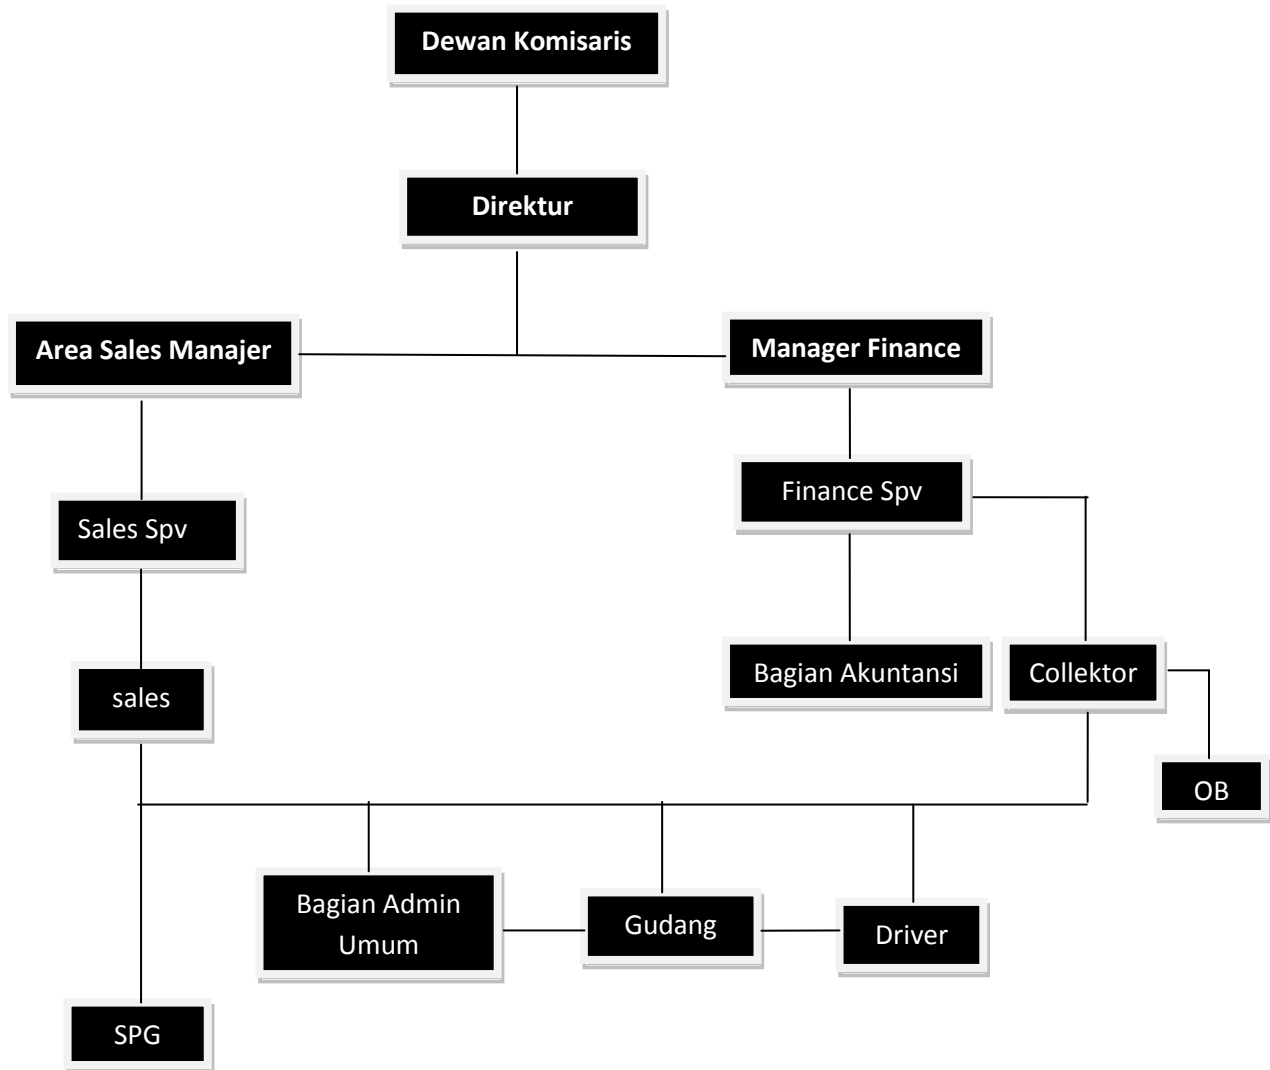 Dewan Komisaris
Direktur
Area Sales Manajer
Manager Finance
Finance Spv
Sales Spv
Bagian Akuntansi
Collektor
sales
OB
Bagian Admin
Umum
Gudang
Driver
SPG